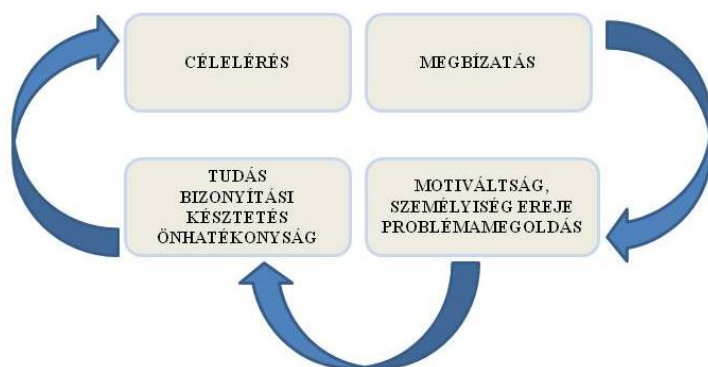 CÉLELÉRÉS
MEGBÍZATÁS
TUDÁS
BIZONYÍTÁSI
KÉSZTETÉS
ÖNHATÉKONYSÁG
MOTIVÁLTSÁG,
SZEMÉLYISÉG EREJE
PROBLÉMAMEGOLDÁS